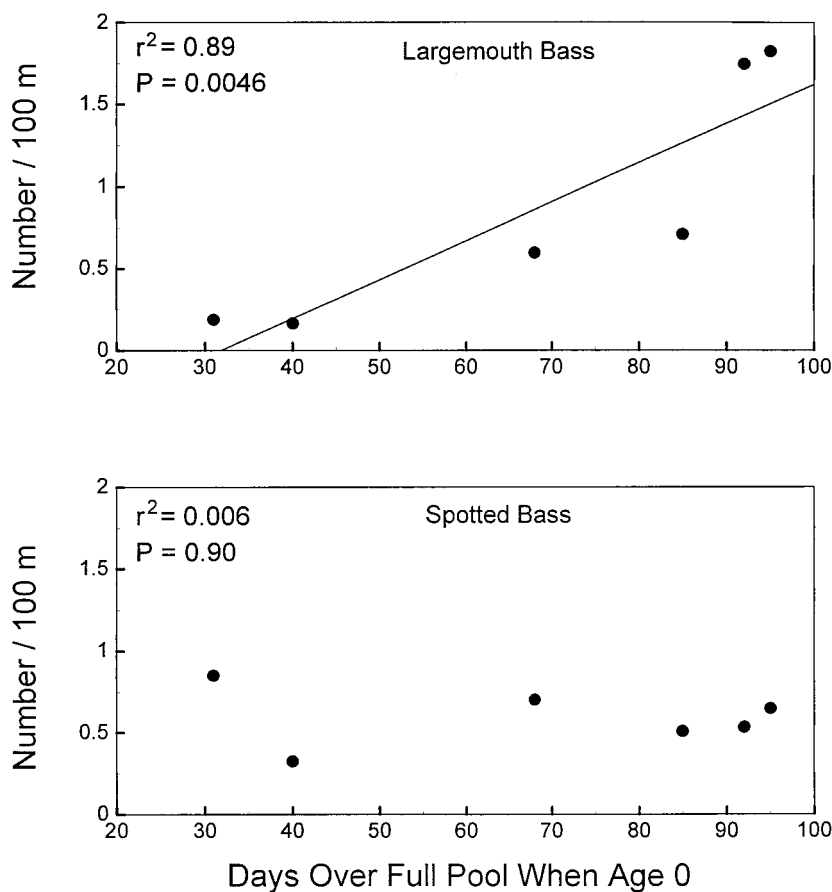 2
r² = 0.89
Largemouth Bass
P = 0.0046
1.5
1
0.5
0
20 30 40 50 60 70 80 90 100
Number / 100 m
2
r² = 0.006
Spotted Bass
P = 0.90
1.5
1
0.5
0
20 30 40 50 60 70 80 90 100
Number / 100 m
Days Over Full Pool When Age 0